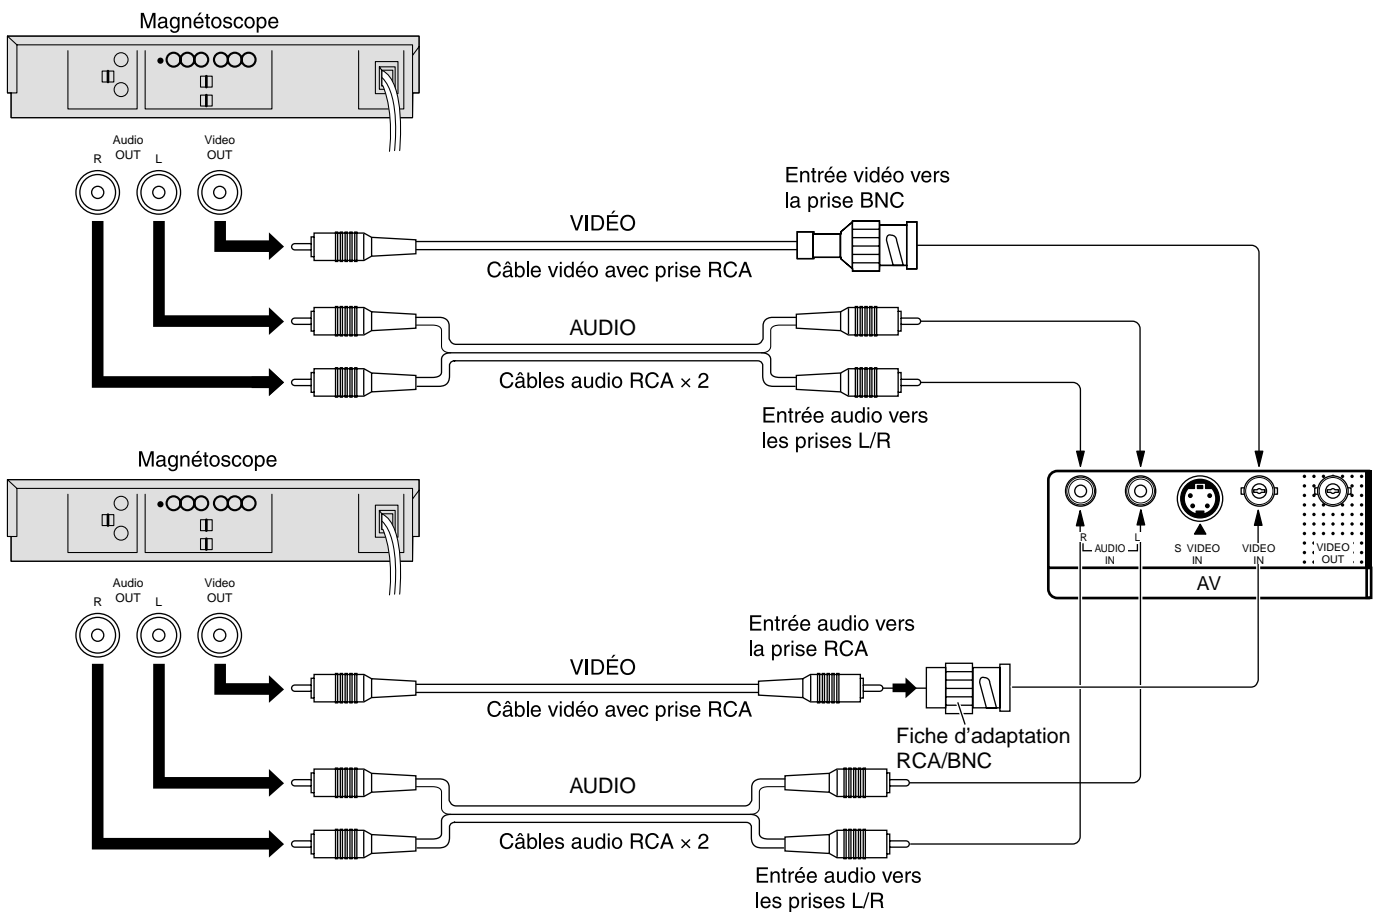 Magnétoscope
Audio
OUT
R
L
Video
OUT
Entrée vidéo vers
la prise BNC
VIDÉO
Câble vidéo avec prise RCA
AUDIO
Câbles audio RCA × 2
Entrée audio vers
les prises L/R
Magnétoscope
Audio
OUT
R
L
Video
OUT
R
L
AUDIO
IN
S VIDEO
IN
VIDEO
IN
VIDEO
OUT
AV
Entrée audio vers
la prise RCA
VIDÉO
Câble vidéo avec prise RCA
Fiche d'adaptation
RCA/BNC
AUDIO
Câbles audio RCA × 2
Entrée audio vers
les prises L/R